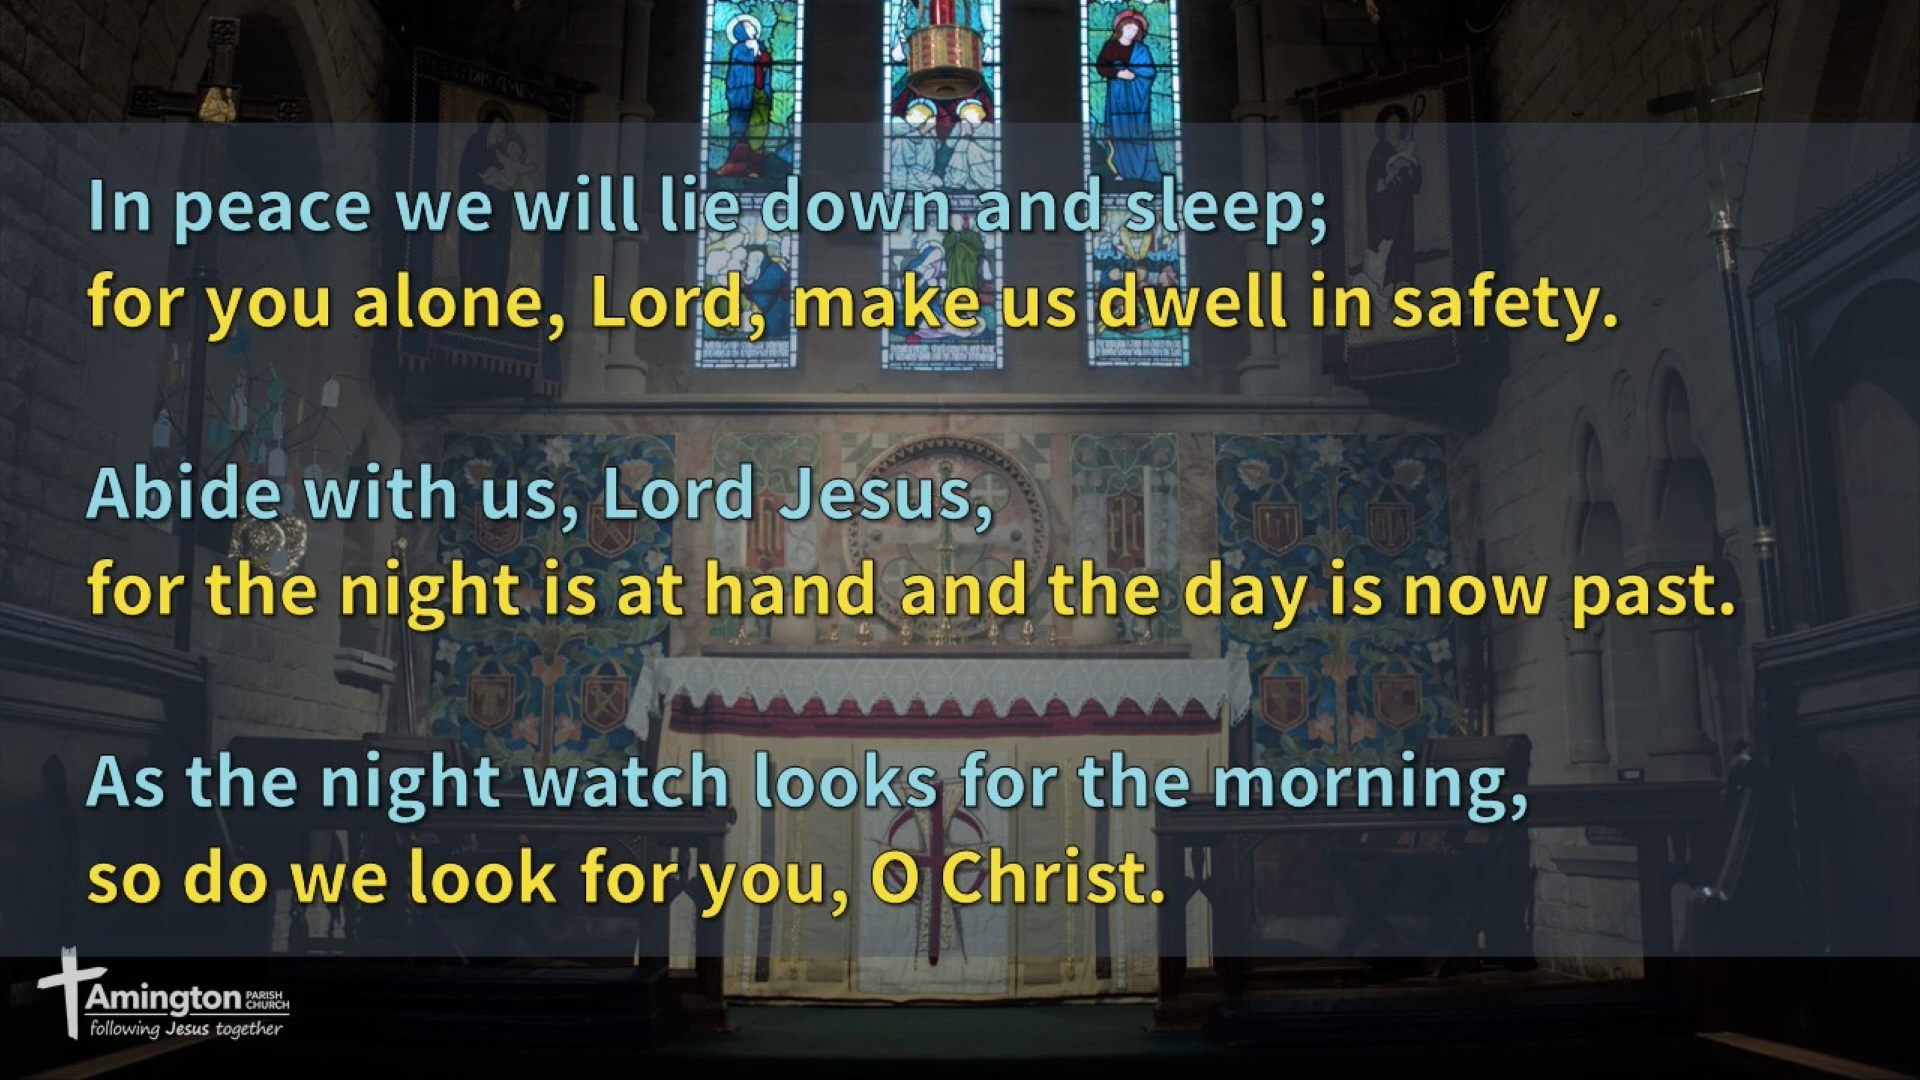 In peace we will lie down and sleep;
for you alone, Lord, make us dwell in safety.
Abide with us, Lord Jesus,
for the night is at hand and the day is now past.
As the night watch looks for the morning,
so do we look for you, O Christ.
Amington PARISH CHURCH
following Jesus together